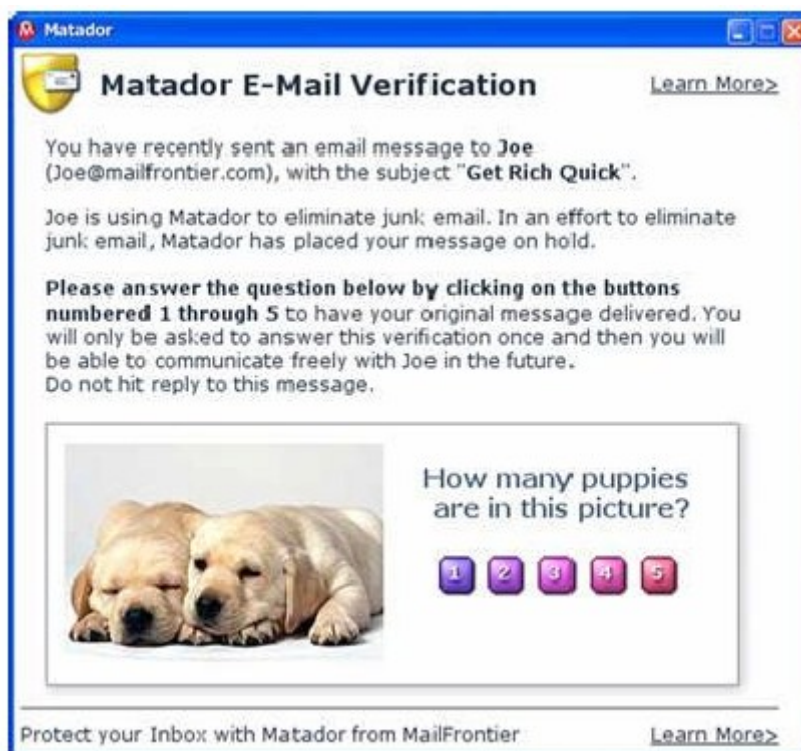 Matador
Matador E-Mail Verification
Learn More>
You have recently sent an email message to Joe
(Joe@mailfrontier.com), with the subject "Get Rich Quick".
Joe is using Matador to eliminate junk email. In an effort to eliminate
junk email, Matador has placed your message on hold.
Please answer the question below by clicking on the buttons
numbered 1 through 5 to have your original message delivered. You
will only be asked to answer this verification once and then you will
be able to communicate freely with Joe in the future.
Do not hit reply to this message.
How many puppies
are in this picture?
1 2 3 4 5
Protect your Inbox with Matador from MailFrontier
Learn More>